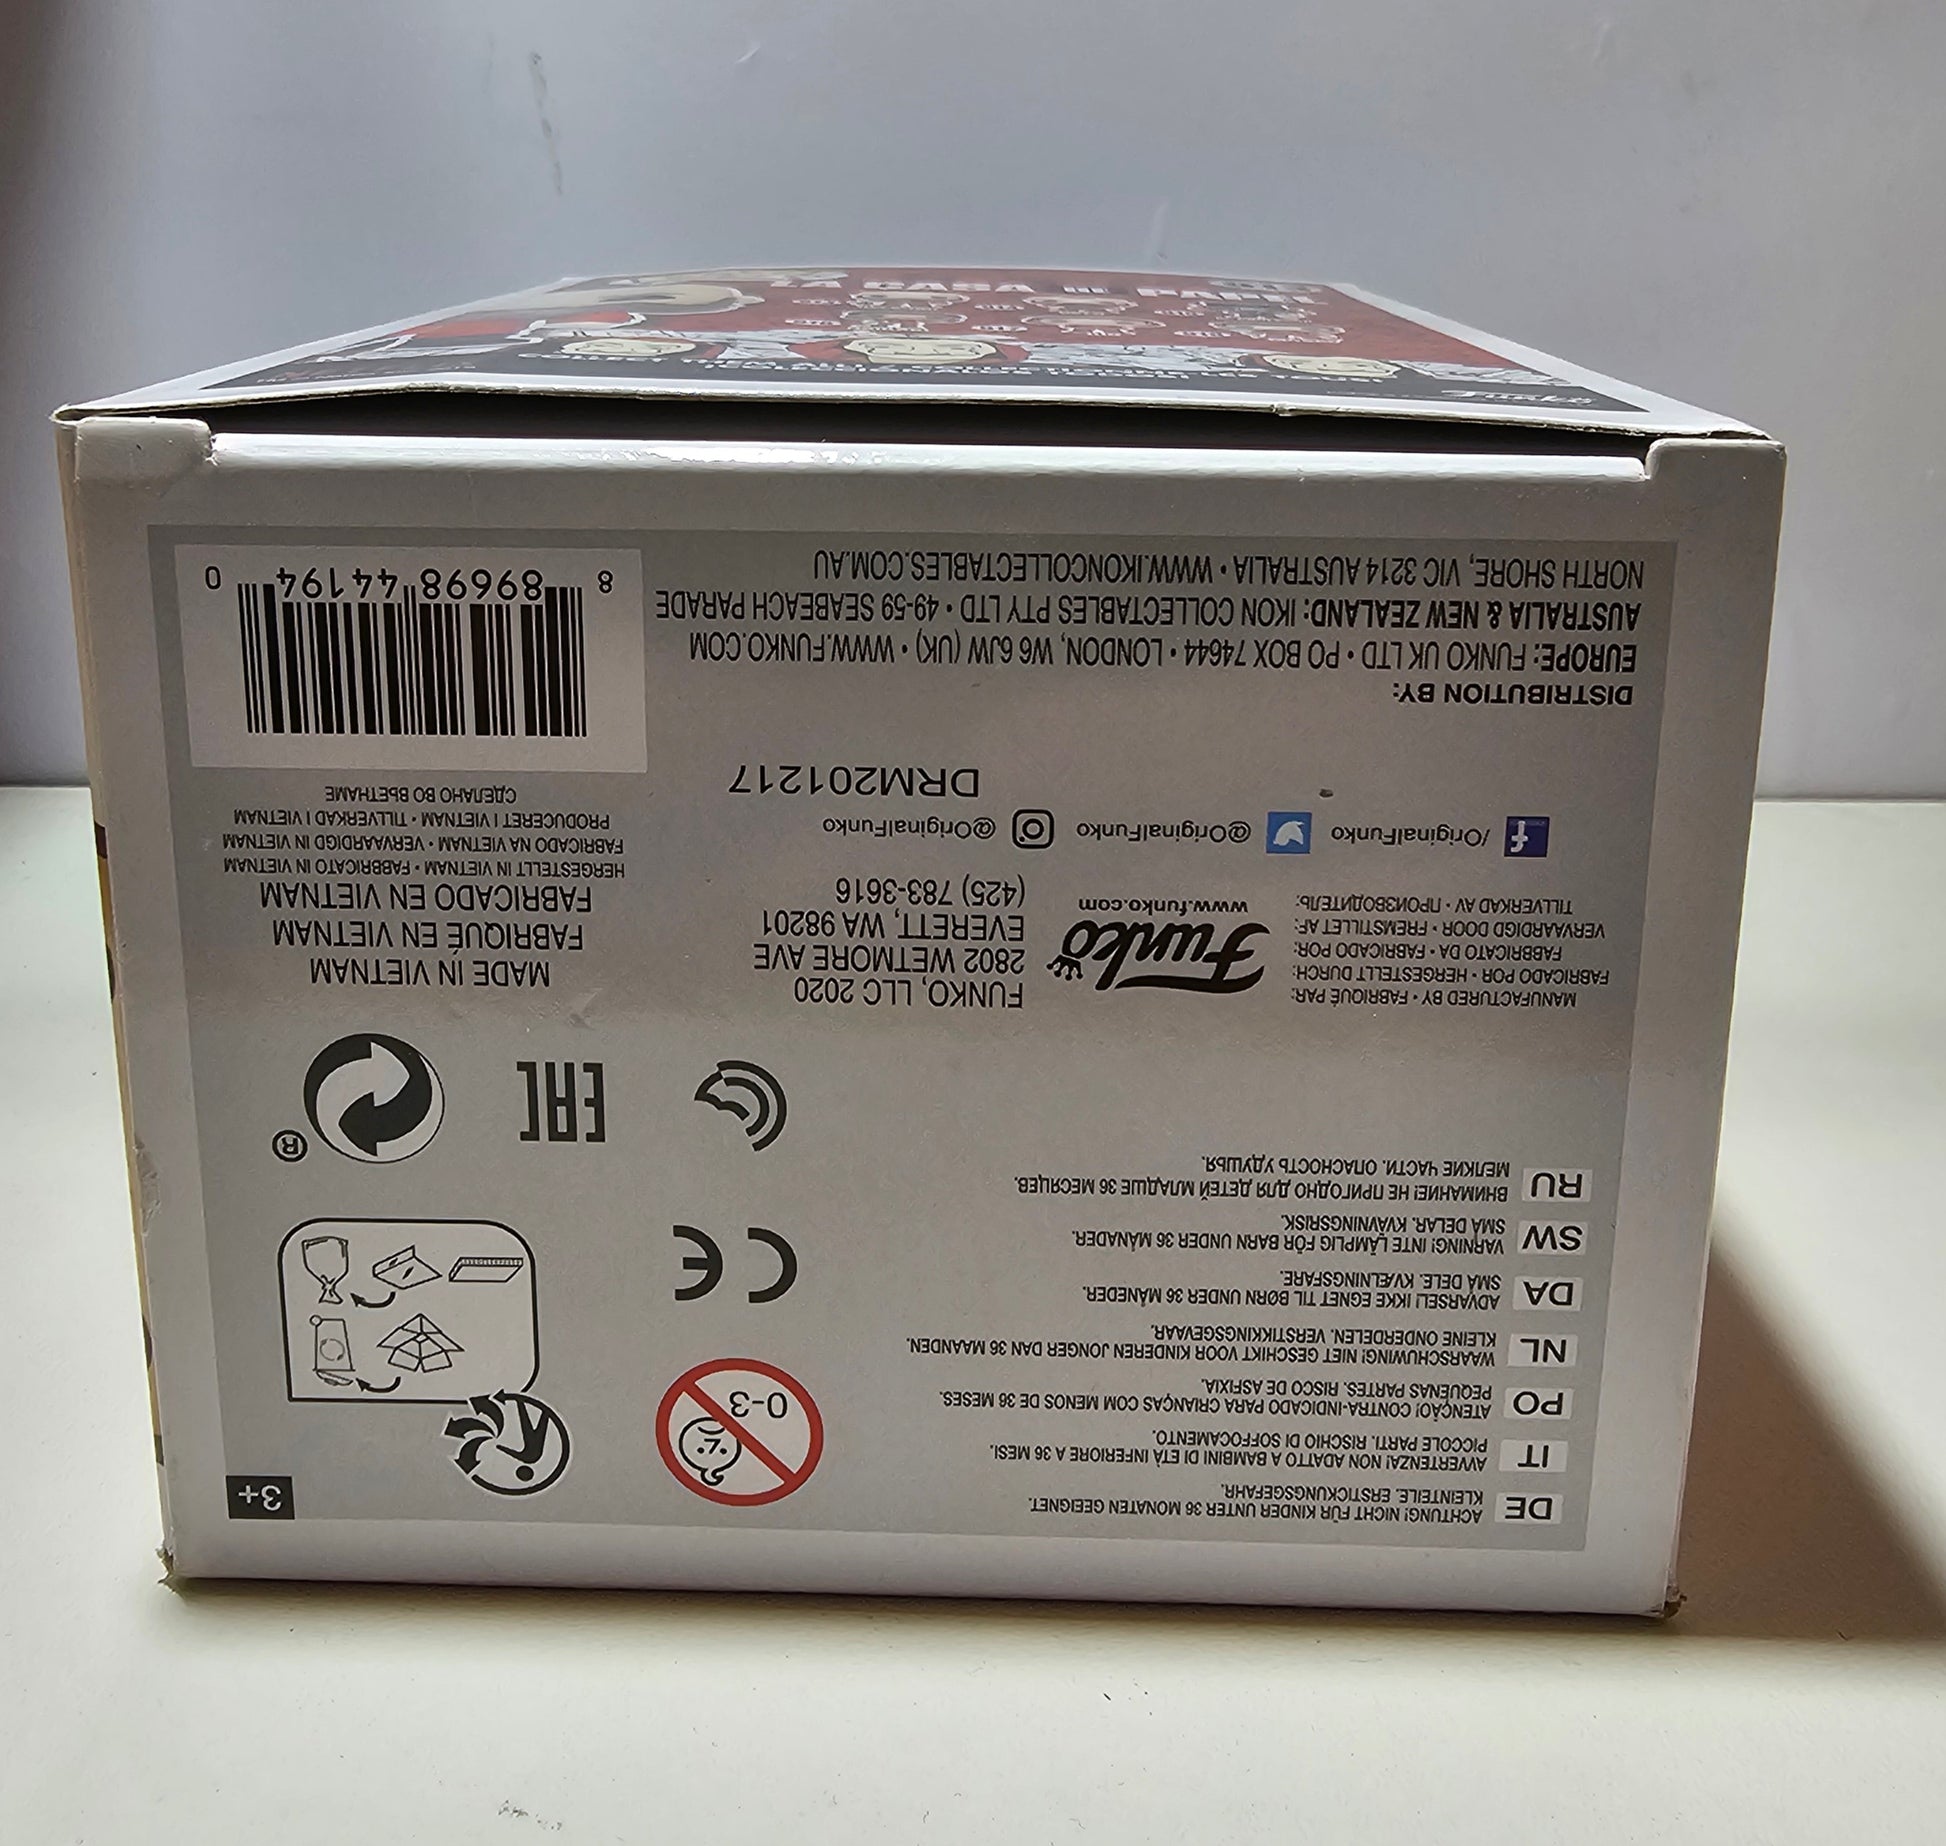 DE ACHTUNG! NICHT FÜR KINDER UNTER 36 MONATEN GEEIGNET.
KLEINTEILE. ERSTICKUNGSGEFAHR.
IT AVVERTENZA! NON ADATTO A BAMBINI DI ETÀ INFERIORE A 36 MESI.
PICCOLE PARTI. RISCHIO DI SOFFOCAMENTO.
PO ATENÇÃO! CONTRA-INDICADO PARA CRIANÇAS COM MENOS DE 36 MESES.
PEQUENAS PARTES. RISCO DE ASFIXIA.
NL WAARSCHUWING! NIET GESCHIKT VOOR KINDEREN JONGER DAN 36 MAANDEN.
KLEINE ONDERDELEN. VERSTIKKINGSGEVAAR.
DA ADVARSEL! IKKE EGNET TIL BØRN UNDER 36 MÅNEDER.
SMÅ DELE. KVÆLNINGSFARE.
SW VARNING! INTE LÄMPLIG FÖR BARN UNDER 36 MÅNADER.
SMÅ DELAR. KVÄVNINGSRISK.
RU ВНИМАНИЕ! НЕ ПРИГОДНО ДЛЯ ДЕТЕЙ МЛАДШЕ 36 МЕСЯЦЕВ.
МЕЛКИЕ ЧАСТИ. ОПАСНОСТЬ УДУШЬЯ.
0-3
3+
CE
EAC
®
MANUFACTURED BY • FABRIQUÉ PAR:
FABRICADO POR • HERGESTELLT DURCH:
FABBRICATO DA • FABRICADO POR:
VERVAARDIGD DOOR • FREMSTILLET AF:
TILLVERKAD AV • ПРОИЗВОДИТЕЛЬ:
Funko
www.funko.com
FUNKO, LLC 2020
2802 WETMORE AVE
EVERETT, WA 98201
(425) 783-3616
MADE IN VIETNAM
FABRIQUÉ EN VIETNAM
FABRICADO EN VIETNAM
HERGESTELLT IN VIETNAM • FABBRICATO IN VIETNAM
FABRICADO NA VIETNAM • VERVAARDIGD IN VIETNAM
PRODUCERET I VIETNAM • TILLVERKAD I VIETNAM
СДЕЛАНО ВО ВЬЕТНАМЕ
/OriginalFunko @OriginalFunko @OriginalFunko
DRM201217
DISTRIBUTION BY:
EUROPE: FUNKO UK LTD • PO BOX 74644 • LONDON, W6 6JW (UK) • WWW.FUNKO.COM
AUSTRALIA & NEW ZEALAND: IKON COLLECTABLES PTY LTD • 49-59 SEABEACH PARADE
NORTH SHORE, VIC 3214 AUSTRALIA • WWW.IKONCOLLECTABLES.COM.AU
8 89698 44194 0
Funko
LA CASA DE PAPEL